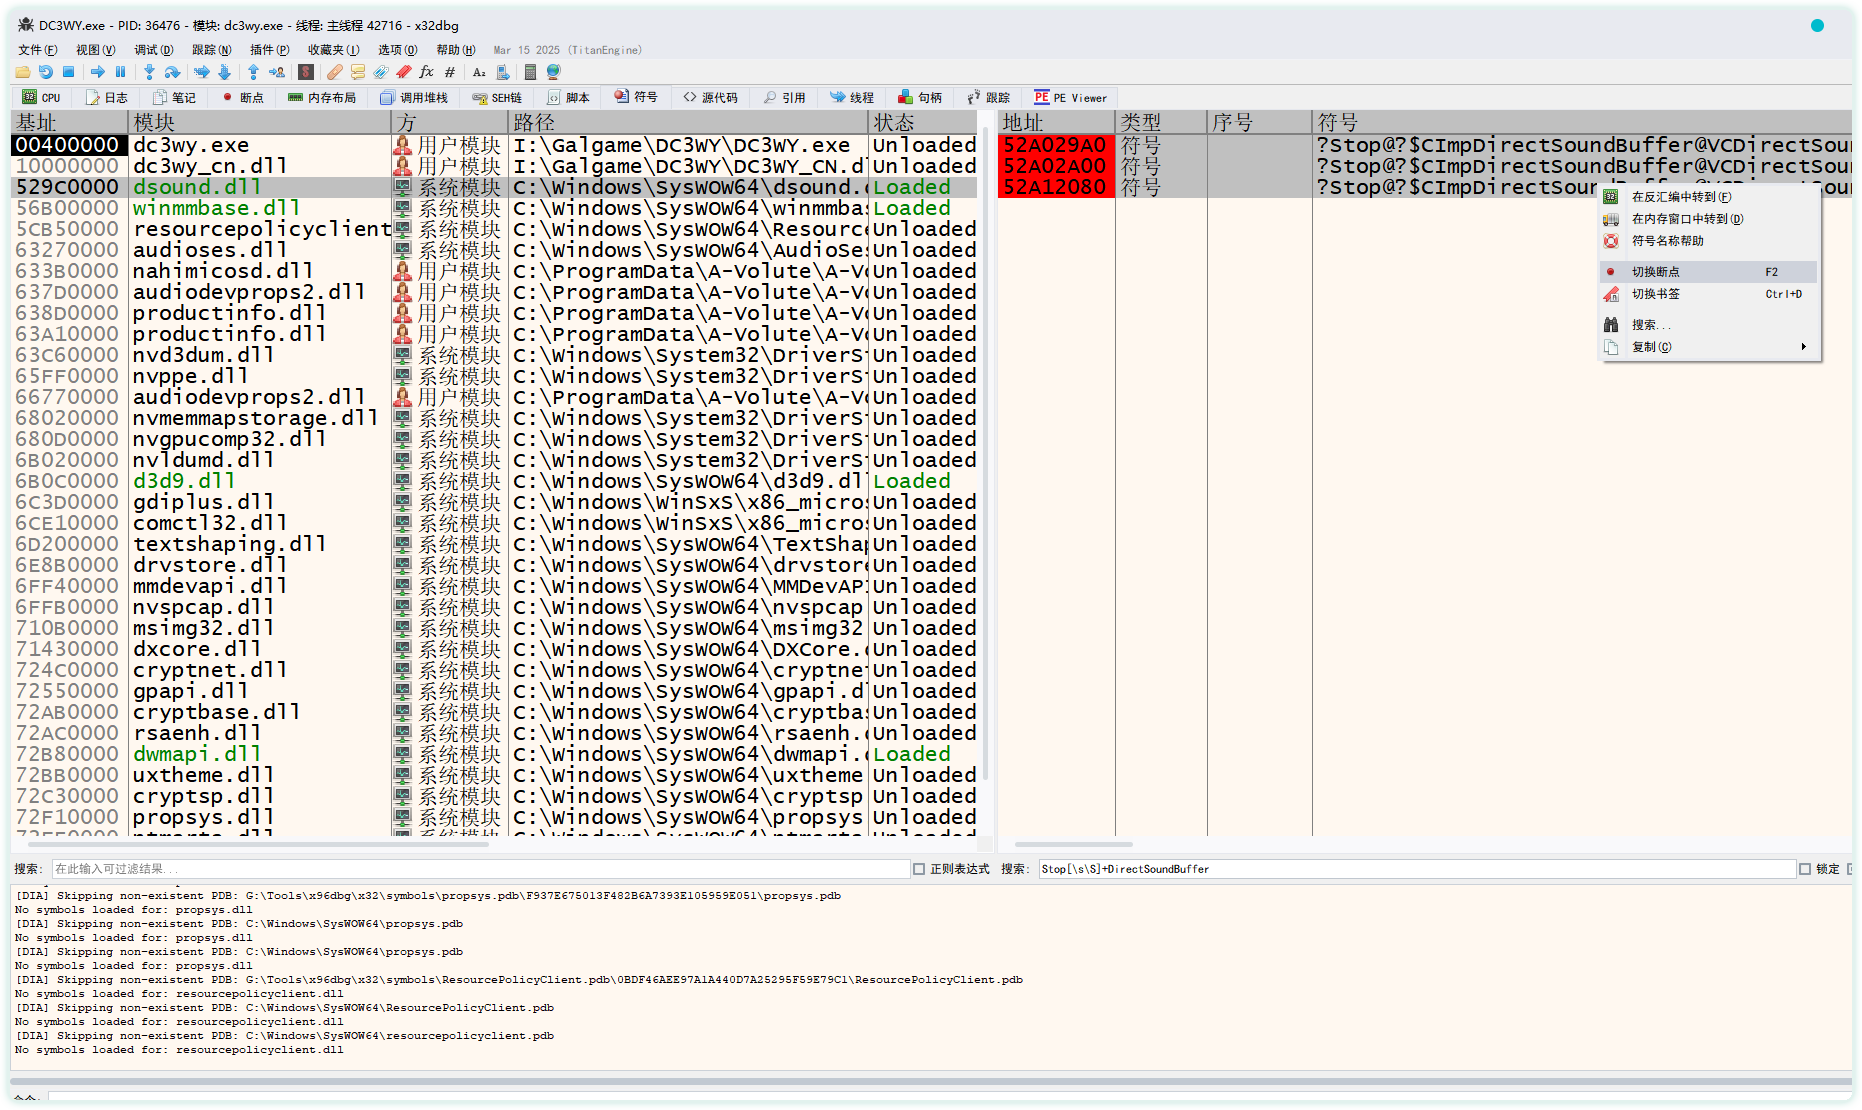 DC3WY.exe - PID: 36476 - 模块: dc3wy.exe - 线程: 主线程 42716 - x32dbg
文件(F) 视图(V) 调试(D) 跟踪(N) 插件(P) 收藏夹(I) 选项(O) 帮助(H) Mar 15 2025 (TitanEngine)
CPU 日志 笔记 断点 内存布局 调用堆栈 SEH链 脚本 符号 源代码 引用 线程 句柄 跟踪 PE Viewer
基址 模块 方 路径 状态
00400000 dc3wy.exe 用户模块 I:\Galgame\DC3WY\DC3WY.exe Unloaded
10000000 dc3wy_cn.dll 用户模块 I:\Galgame\DC3WY\DC3WY_CN.dl Unloaded
529C0000 dsound.dll 系统模块 C:\Windows\SysWOW64\dsound.d Loaded
56B00000 winmmbase.dll 系统模块 C:\Windows\SysWOW64\winmmbas Loaded
5CB50000 resourcepolicyclient 系统模块 C:\Windows\SysWOW64\Resource Unloaded
63270000 audioses.dll 系统模块 C:\Windows\SysWOW64\AudioSes Unloaded
633B0000 nahimicosd.dll 用户模块 C:\ProgramData\A-Volute\A-Vo Unloaded
637D0000 audiodevprops2.dll 用户模块 C:\ProgramData\A-Volute\A-Vo Unloaded
638D0000 productinfo.dll 用户模块 C:\ProgramData\A-Volute\A-Vo Unloaded
63A10000 productinfo.dll 用户模块 C:\ProgramData\A-Volute\A-Vo Unloaded
63C60000 nvd3dum.dll 系统模块 C:\Windows\System32\DriverSt Unloaded
65FF0000 nvppe.dll 系统模块 C:\Windows\System32\DriverSt Unloaded
66770000 audiodevprops2.dll 用户模块 C:\ProgramData\A-Volute\A-Vo Unloaded
68020000 nvmemmapstorage.dll 系统模块 C:\Windows\System32\DriverSt Unloaded
680D0000 nvgpucomp32.dll 系统模块 C:\Windows\System32\DriverSt Unloaded
6B020000 nvldumd.dll 系统模块 C:\Windows\System32\DriverSt Unloaded
6B0C0000 d3d9.dll 系统模块 C:\Windows\SysWOW64\d3d9.dll Loaded
6C3D0000 gdiplus.dll 系统模块 C:\Windows\WinSxS\x86_micros Unloaded
6CE10000 comctl32.dll 系统模块 C:\Windows\WinSxS\x86_micros Unloaded
6D200000 textshaping.dll 系统模块 C:\Windows\SysWOW64\TextShap Unloaded
6E8B0000 drvstore.dll 系统模块 C:\Windows\SysWOW64\drvstore Unloaded
6FF40000 mmdevapi.dll 系统模块 C:\Windows\SysWOW64\MMDevAPI Unloaded
6FFB0000 nvspcap.dll 系统模块 C:\Windows\SysWOW64\nvspcap Unloaded
710B0000 msimg32.dll 系统模块 C:\Windows\SysWOW64\msimg32 Unloaded
71430000 dxcore.dll 系统模块 C:\Windows\SysWOW64\DXCore.d Unloaded
724C0000 cryptnet.dll 系统模块 C:\Windows\SysWOW64\cryptnet Unloaded
72550000 gpapi.dll 系统模块 C:\Windows\SysWOW64\gpapi.dl Unloaded
72AB0000 cryptbase.dll 系统模块 C:\Windows\SysWOW64\cryptbas Unloaded
72AC0000 rsaenh.dll 系统模块 C:\Windows\SysWOW64\rsaenh.d Unloaded
72B80000 dwmapi.dll 系统模块 C:\Windows\SysWOW64\dwmapi.d Loaded
72BB0000 uxtheme.dll 系统模块 C:\Windows\SysWOW64\uxtheme Unloaded
72C30000 cryptsp.dll 系统模块 C:\Windows\SysWOW64\cryptsp Unloaded
72F10000 propsys.dll 系统模块 C:\Windows\SysWOW64\propsys Unloaded
地址 类型 序号 符号
52A029A0 符号 ?Stop@?$CImpDirectSoundBuffer@VCDirectSou
52A02A00 符号 ?Stop@?$CImpDirectSoundBuffer@VCDirectSou
52A12080 符号 ?Stop@?$CImpDirectSoundBuffer@VCDirectSou
在反汇编中转到(F)
在内存窗口中转到(D)
符号名称帮助
切换断点 F2
切换书签 Ctrl+D
搜索...
复制(C)
搜索: 在此输入可过滤结果... 正则表达式 搜索: Stop[\s\S]+DirectSoundBuffer 锁定
[DIA] Skipping non-existent PDB: G:\Tools\x96dbg\x32\symbols\propsys.pdb\F937E675013F482B6A7393E105959E051\propsys.pdb
No symbols loaded for: propsys.dll
[DIA] Skipping non-existent PDB: C:\Windows\SysWOW64\propsys.pdb
No symbols loaded for: propsys.dll
[DIA] Skipping non-existent PDB: C:\Windows\SysWOW64\propsys.pdb
No symbols loaded for: propsys.dll
[DIA] Skipping non-existent PDB: G:\Tools\x96dbg\x32\symbols\ResourcePolicyClient.pdb\0BDF46AEE97A1A440D7A25295F59E79C1\ResourcePolicyClient.pdb
No symbols loaded for: resourcepolicyclient.dll
[DIA] Skipping non-existent PDB: C:\Windows\SysWOW64\ResourcePolicyClient.pdb
No symbols loaded for: resourcepolicyclient.dll
[DIA] Skipping non-existent PDB: C:\Windows\SysWOW64\resourcepolicyclient.pdb
No symbols loaded for: resourcepolicyclient.dll